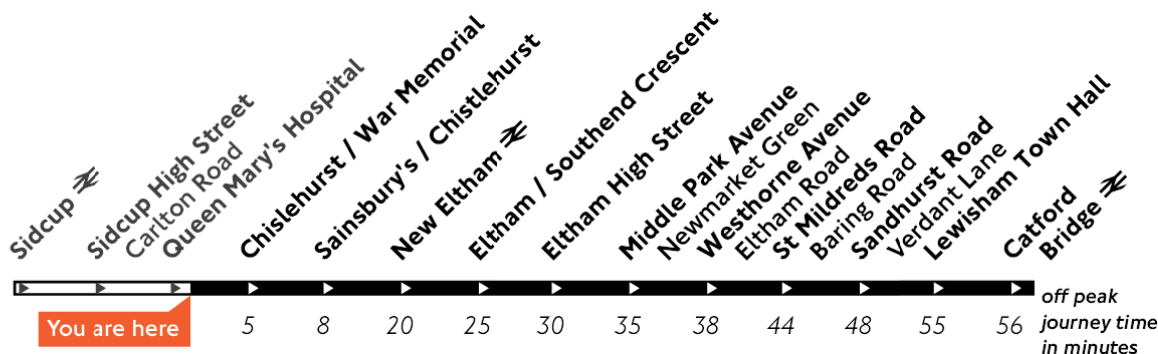 Sidcup
Sidcup High Street
Carlton Road
Queen Mary's Hospital
Chislehurst / War Memorial
Sainsbury's / Chistlehurst
New Eltham
Eltham / Southend Crescent
Eltham High Street
Middle Park Avenue
Newmarket Green
Westhorne Avenue
Eltham Road
St Mildreds Road
Baring Road
Sandhurst Road
Verdant Lane
Lewisham Town Hall
Catford
Bridge
You are here
5 8 20 25 30 35 38 44 48 55 56
off peak
journey time
in minutes